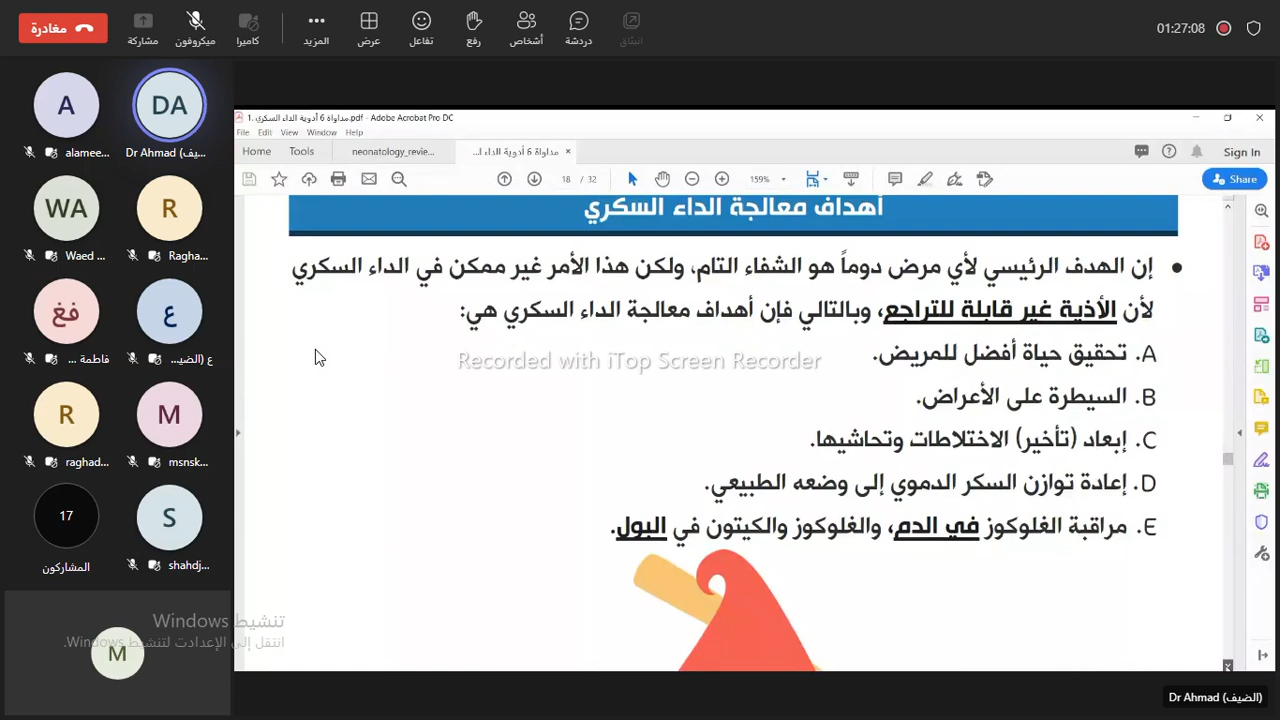 مغادرة
مشاركة
ميكروفون
كاميرا
المزيد
عرض
تفاعل
رفع
أشخاص
دردشة
انبثاق
01:27:08
A
alamee...
DA
Dr Ahmad (ضيف)...
WA
Waed ...
R
Ragha...
فغ
فاطمة ...
ع
ع (الضي...
R
raghad...
M
msnsk...
17
المشاركون
S
shahdj...
M
تنشيط Windows
انتقل إلى الإعدادت لتنشيط Windows.
1. مداواة 6 أدوية الداء السكري.pdf - Adobe Acrobat Pro DC
File Edit View Window Help
Home Tools neonatology_revie... مداواة 6 أدوية الداء ا... × Sign In
18 / 32 159% Share
أهداف معالجة الداء السكري
• إن الهدف الرئيسي لأي مرض دوماً هو الشفاء التام، ولكن هذا الأمر غير ممكن في الداء السكري
لأن الأذية غير قابلة للتراجع، وبالتالي فإن أهداف معالجة الداء السكري هي:
A. تحقيق حياة أفضل للمريض.
B. السيطرة على الأعراض.
C. إبعاد (تأخير) الاختلاطات وتحاشيها.
D. إعادة توازن السكر الدموي إلى وضعه الطبيعي.
E. مراقبة الغلوكوز في الدم، والغلوكوز والكيتون في البول.
Recorded with iTop Screen Recorder
Dr Ahmad (الضيف)